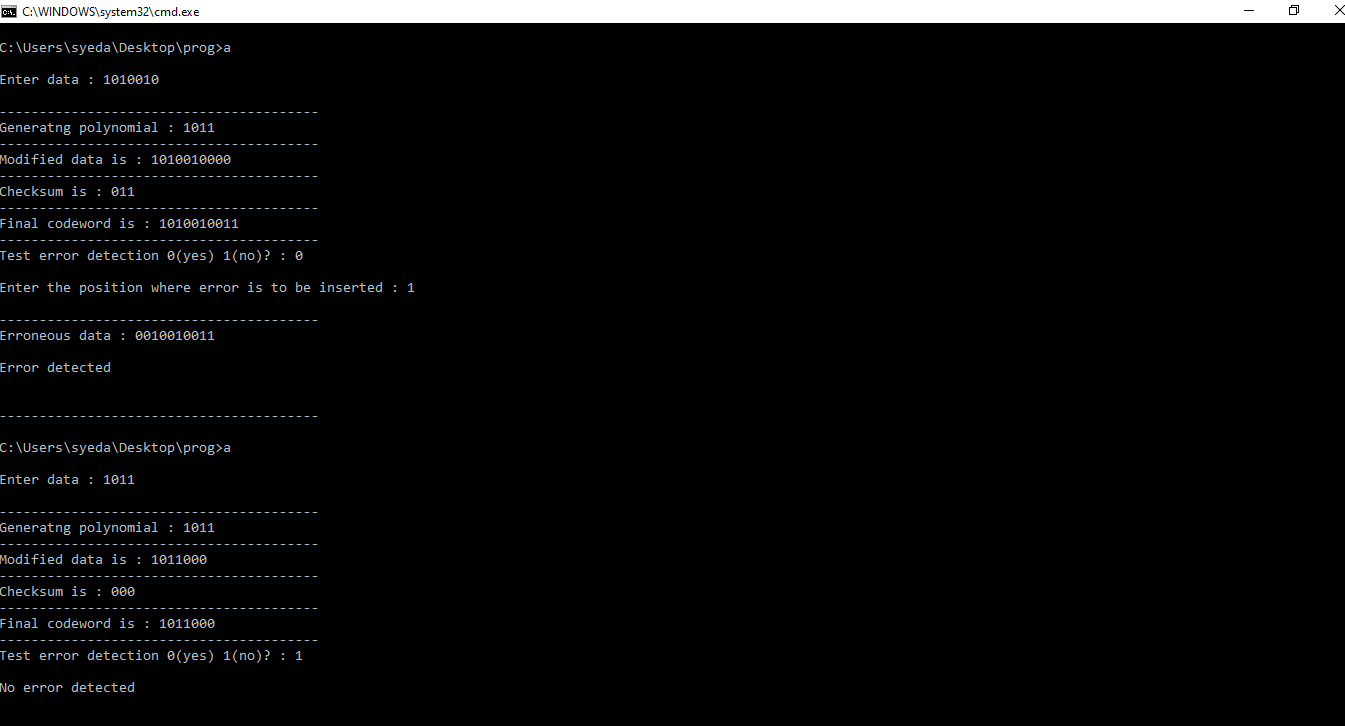 C:\WINDOWS\system32\cmd.exe
C:\Users\syeda\Desktop\prog>a
Enter data : 1010010
----------------------------------------
Generatng polynomial : 1011
----------------------------------------
Modified data is : 1010010000
----------------------------------------
Checksum is : 011
----------------------------------------
Final codeword is : 1010010011
----------------------------------------
Test error detection 0(yes) 1(no)? : 0
Enter the position where error is to be inserted : 1
----------------------------------------
Erroneous data : 0010010011
Error detected
----------------------------------------
C:\Users\syeda\Desktop\prog>a
Enter data : 1011
----------------------------------------
Generatng polynomial : 1011
----------------------------------------
Modified data is : 1011000
----------------------------------------
Checksum is : 000
----------------------------------------
Final codeword is : 1011000
----------------------------------------
Test error detection 0(yes) 1(no)? : 1
No error detected